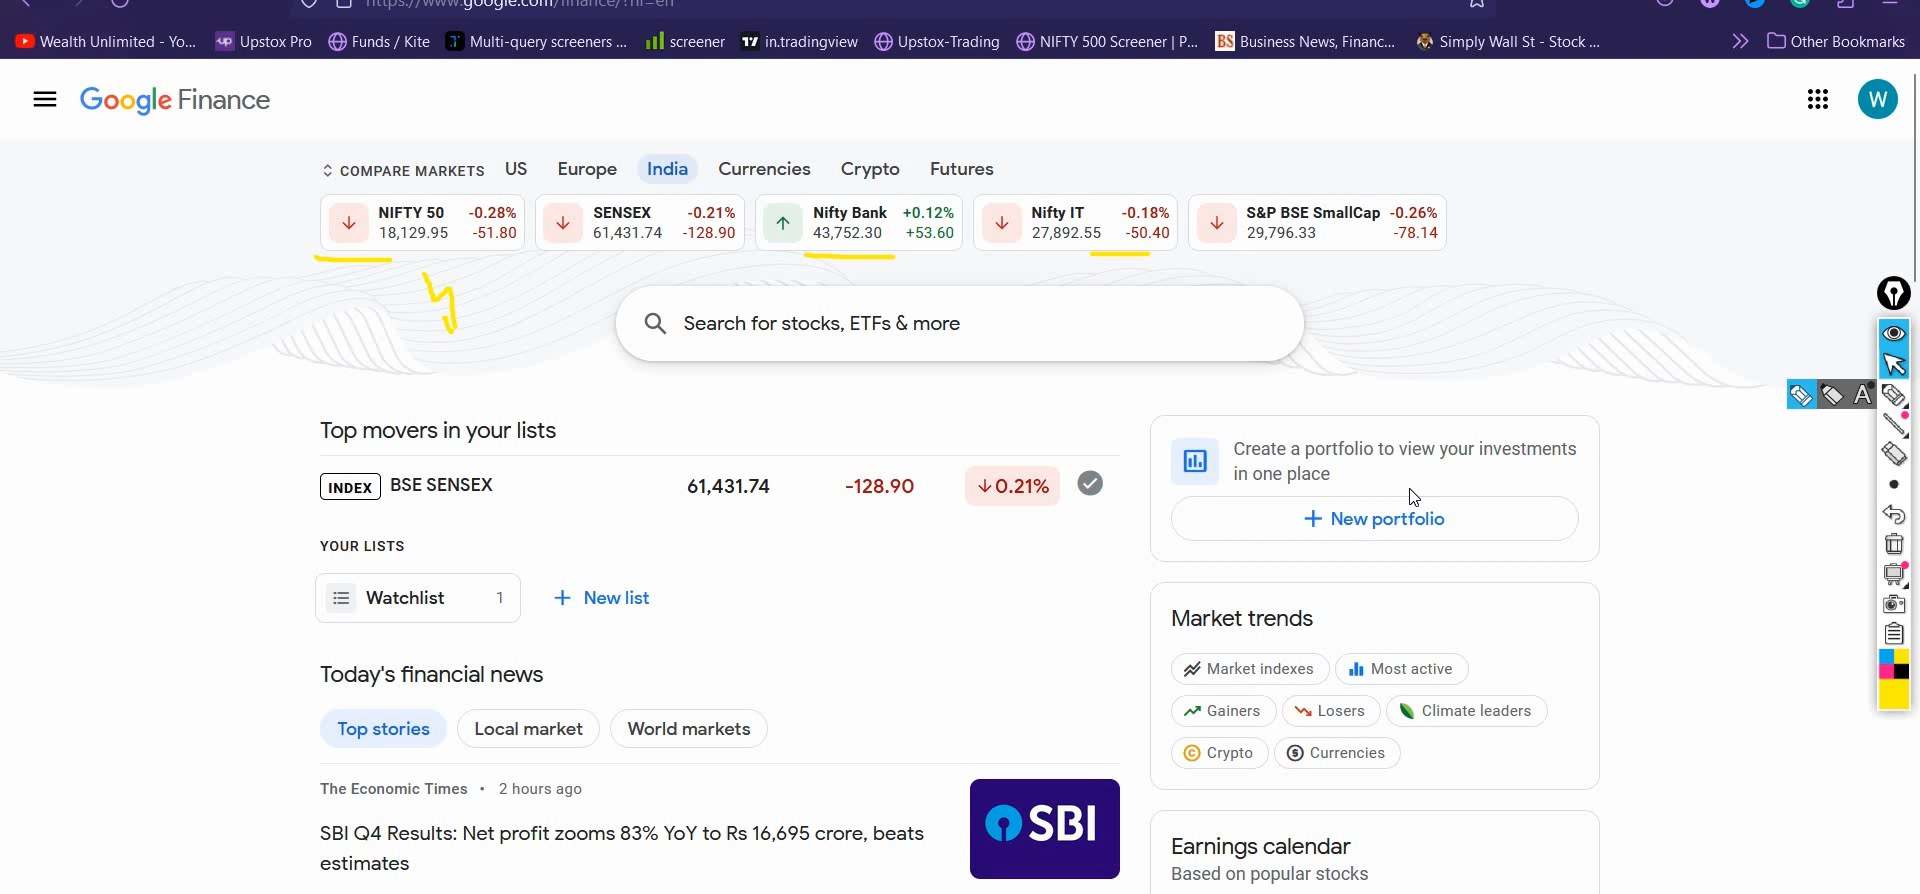 https://www.google.com/finance/?hl=en
Wealth Unlimited - Yo... Upstox Pro Funds / Kite Multi-query screeners ... screener in.tradingview Upstox-Trading NIFTY 500 Screener | P... BS Business News, Financ... Simply Wall St - Stock ... Other Bookmarks
Google Finance W
COMPARE MARKETS US Europe India Currencies Crypto Futures
NIFTY 50 -0.28% SENSEX -0.21% Nifty Bank +0.12% Nifty IT -0.18% S&P BSE SmallCap -0.26%
18,129.95 -51.80 61,431.74 -128.90 43,752.30 +53.60 27,892.55 -50.40 29,796.33 -78.14
Search for stocks, ETFs & more
Top movers in your lists
INDEX BSE SENSEX 61,431.74 -128.90 0.21%
YOUR LISTS
Watchlist 1 + New list
Today's financial news
Top stories Local market World markets
The Economic Times • 2 hours ago
SBI Q4 Results: Net profit zooms 83% YoY to Rs 16,695 crore, beats
estimates
SBI
Create a portfolio to view your investments
in one place
+ New portfolio
Market trends
Market indexes Most active
Gainers Losers Climate leaders
Crypto Currencies
Earnings calendar
Based on popular stocks
A